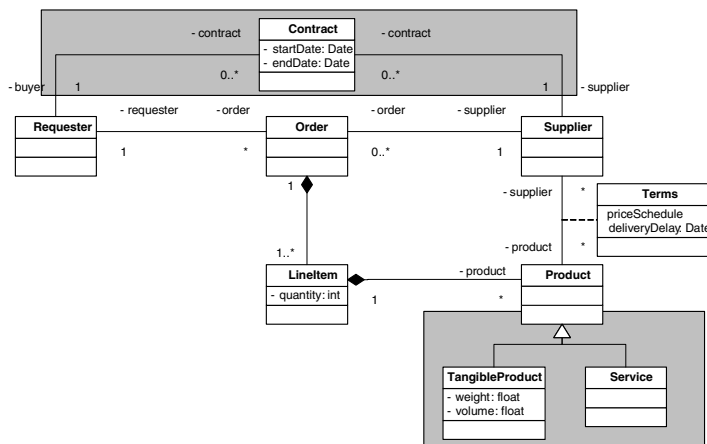 Contract
- contract
- contract
- startDate: Date
- endDate: Date
0..*
0..*
- buyer
1
1
- supplier
Requester
- requester
- order
Order
- order
- supplier
Supplier
1
*
0..*
1
1
- supplier
*
Terms
priceSchedule
deliveryDelay: Date
1..*
- product
*
LineItem
- product
Product
- quantity: int
1
*
TangibleProduct
Service
- weight: float
- volume: float